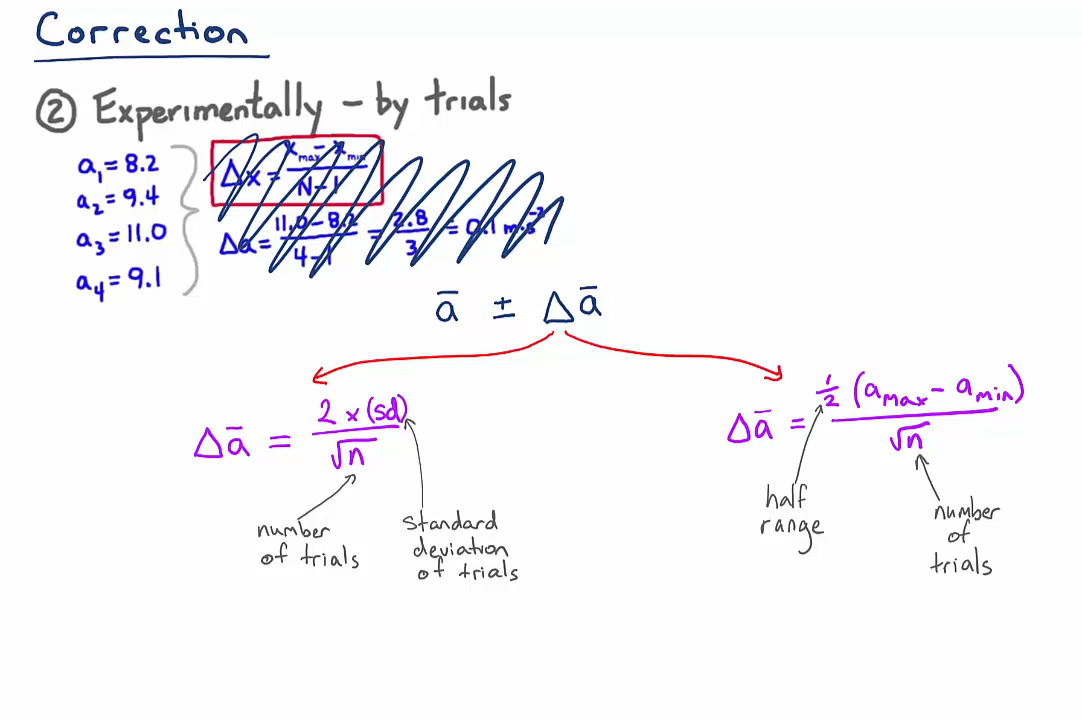 Correction
② Experimentally – by trials
a₁ = 8.2
a₂ = 9.4
a₃ = 11.0
a₄ = 9.1
Δx = (x_max – x_min) / (N – 1)
Δa = (11.0 – 8.2) / (4 – 1) = 2.8 / 3 = 0.1 m·s⁻²
ā ± Δā
Δā = 2 × (sd) / √n
number of trials
standard deviation of trials
Δā = ½ (a_max – a_min) / √n
half range
number of trials